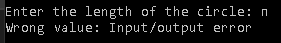 Enter the length of the circle: п
Wrong value: Input/output error